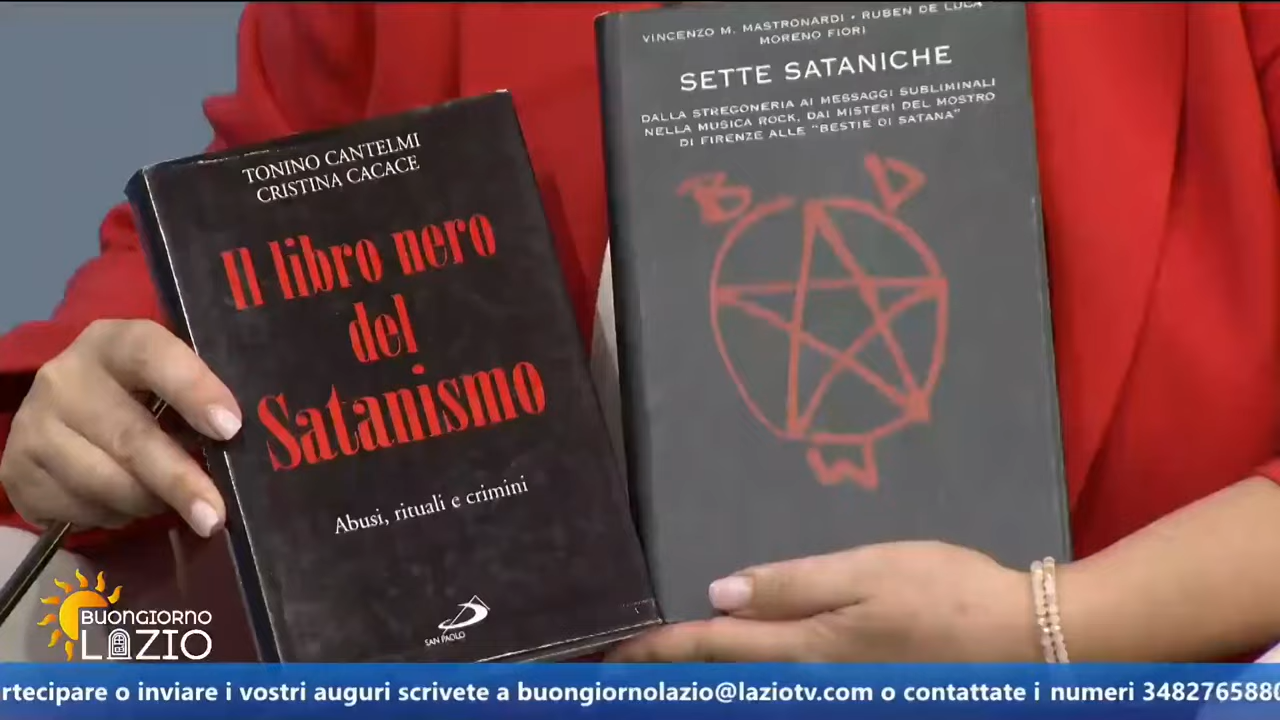 TONINO CANTELMI
CRISTINA CACACE
Il libro nero
del
Satanismo
Abusi, rituali e crimini
SAN PAOLO
VINCENZO M. MASTRONARDI • RUBEN DE LUCA
MORENO FIORI
SETTE SATANICHE
DALLA STREGONERIA AI MESSAGGI SUBLIMINALI
NELLA MUSICA ROCK, DAI MISTERI DEL MOSTRO
DI FIRENZE ALLE "BESTIE DI SATANA"
B D
W
BUONGIORNO
LAZIO
rtecipare o inviare i vostri auguri scrivete a buongiornolazio@laziotv.com o contattate i numeri 3482765880